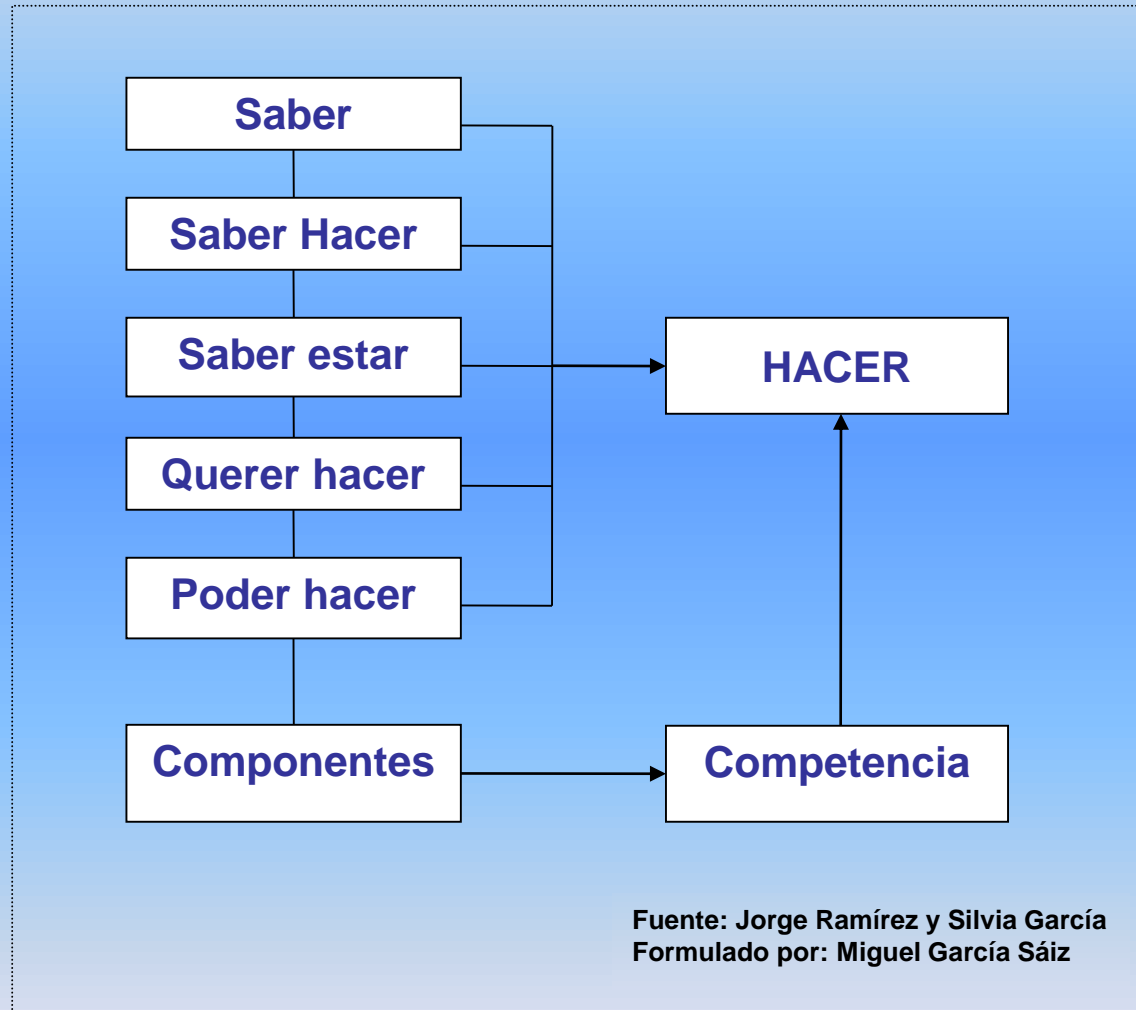 Saber
Saber Hacer
Saber estar
HACER
Querer hacer
Poder hacer
Componentes
Competencia
Fuente: Jorge Ramírez y Silvia García
Formulado por: Miguel García Sáiz